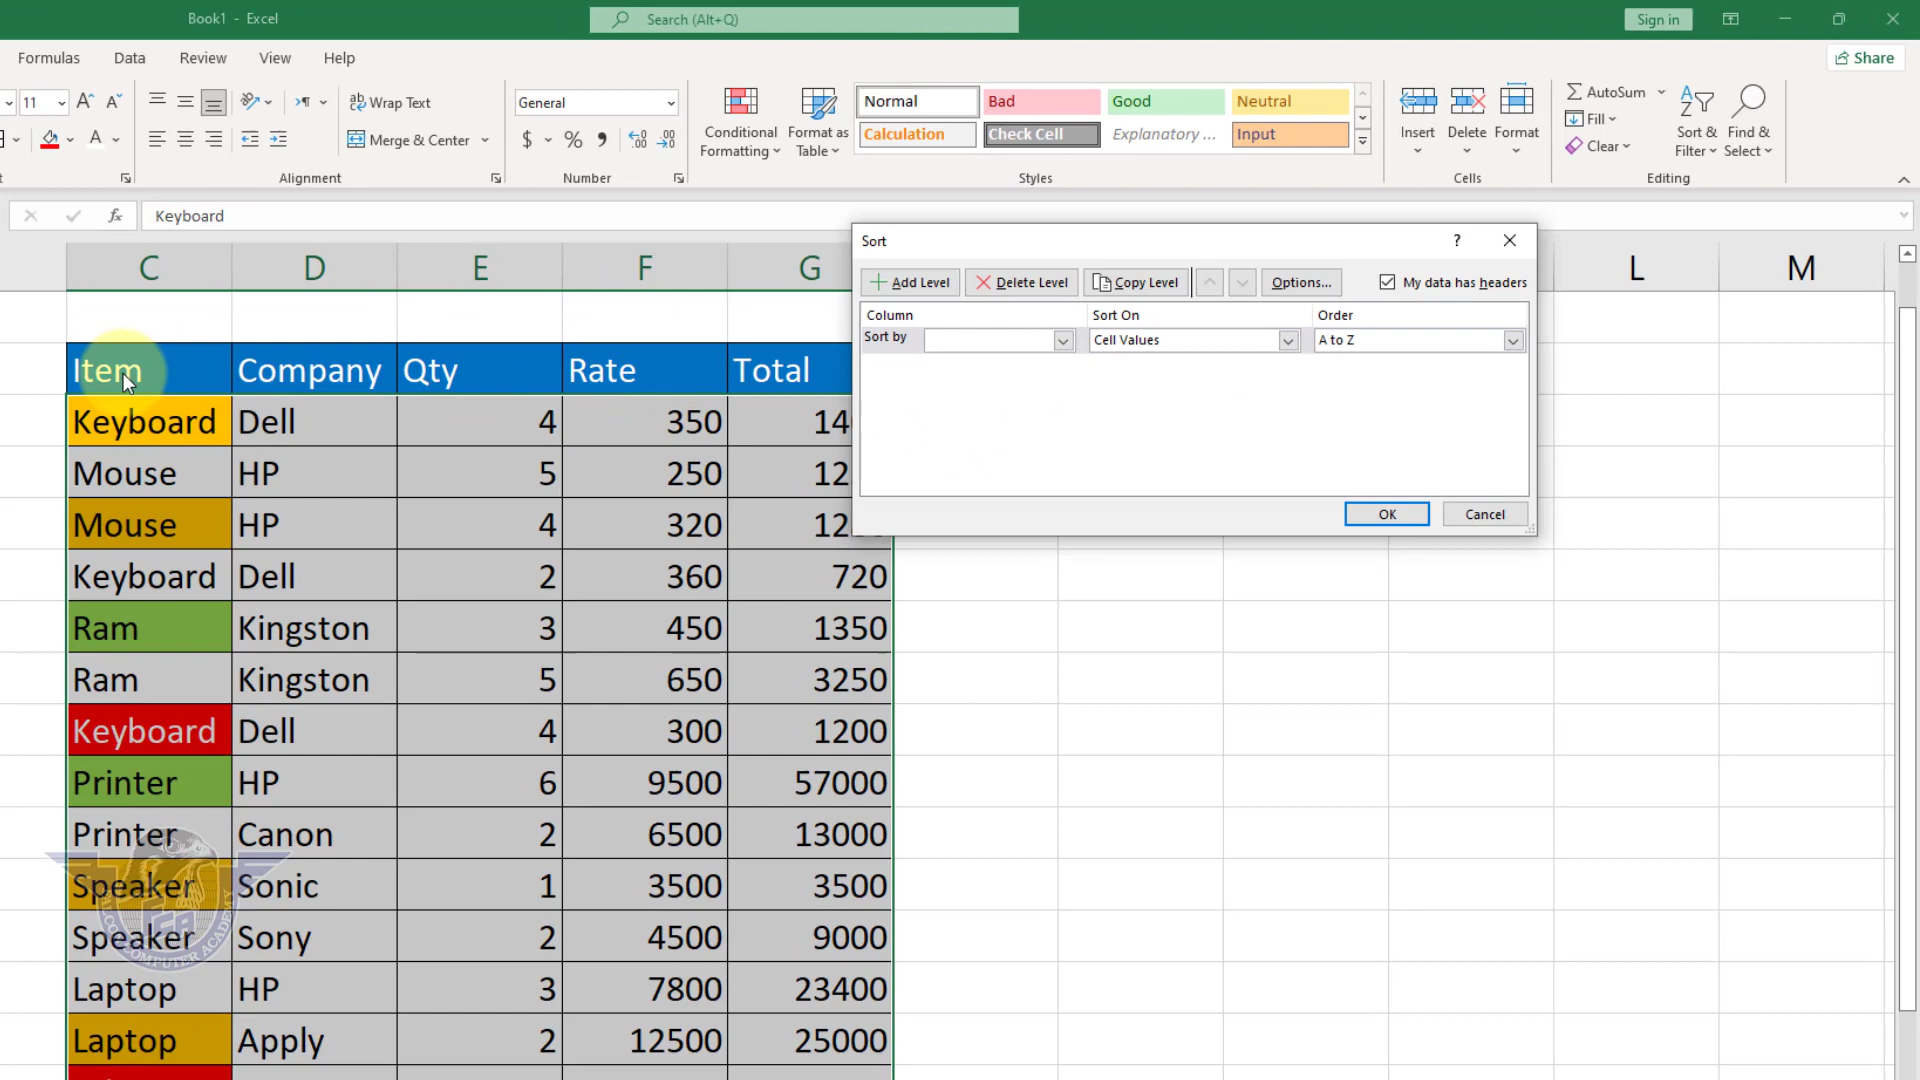 Book1 - Excel
Search (Alt+Q)
Sign in
Formulas Data Review View Help
Share
11
Wrap Text
General
Merge & Center
Conditional Formatting
Format as Table
Normal Bad Good Neutral
Calculation Check Cell Explanatory ... Input
Insert Delete Format
AutoSum
Fill
Clear
Sort & Filter
Find & Select
Alignment Number Styles Cells Editing
fx Keyboard
C D E F G L M
Sort
Add Level Delete Level Copy Level Options... My data has headers
Column Sort On Order
Sort by Cell Values A to Z
OK Cancel
Item Company Qty Rate Total
Keyboard Dell 4 350 14
Mouse HP 5 250 12
Mouse HP 4 320 12
Keyboard Dell 2 360 720
Ram Kingston 3 450 1350
Ram Kingston 5 650 3250
Keyboard Dell 4 300 1200
Printer HP 6 9500 57000
Printer Canon 2 6500 13000
Speaker Sonic 1 3500 3500
Speaker Sony 2 4500 9000
Laptop HP 3 7800 23400
Laptop Apply 2 12500 25000